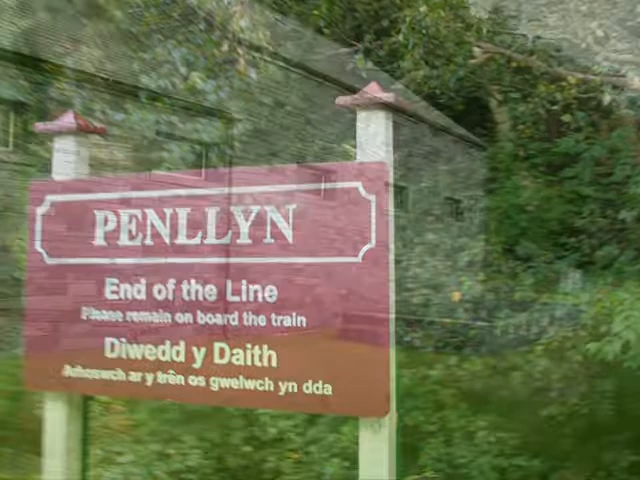 PENLLYN
End of the Line
Please remain on board the train
Diwedd y Daith
Arhoswch ar y trên os gwelwch yn dda